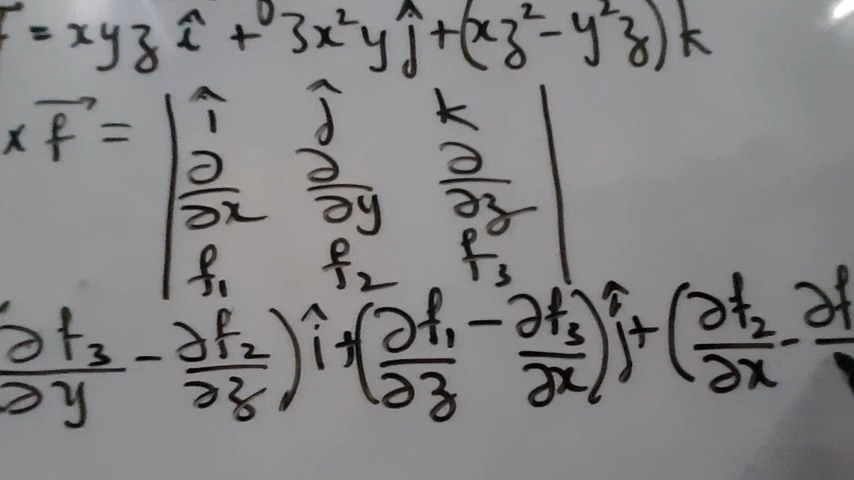 = xyz î + 3x²y ĵ + (xz² - y²z) k
x f⃗ = | î ĵ k
∂/∂x ∂/∂y ∂/∂z
f₁ f₂ f₃ |
∂f₃/∂y - ∂f₂/∂z) î + (∂f₁/∂z - ∂f₃/∂x) ĵ + (∂f₂/∂x - ∂f